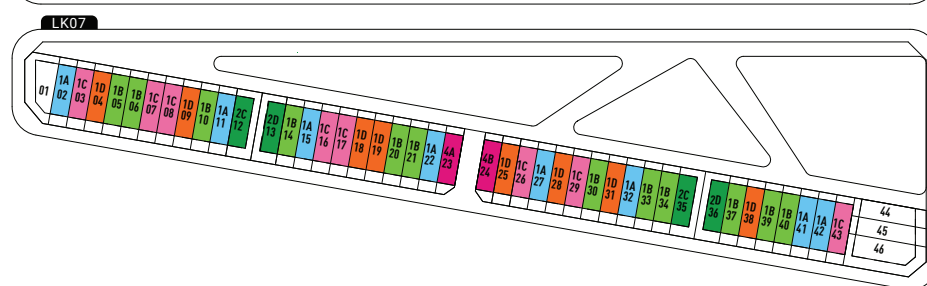 LK07
01
1A
02
1C
03
1D
04
1B
05
1B
06
1C
07
1C
08
1D
09
1B
10
1A
11
2C
12
2D
13
1B
14
1A
15
1C
16
1C
17
1D
18
1D
19
1B
20
1B
21
1A
22
4A
23
4B
24
1D
25
1C
26
1A
27
1D
28
1C
29
1B
30
1D
31
1A
32
1B
33
1B
34
2C
35
2D
36
1B
37
1D
38
1B
39
1B
40
1A
41
1A
42
1C
43
44
45
46